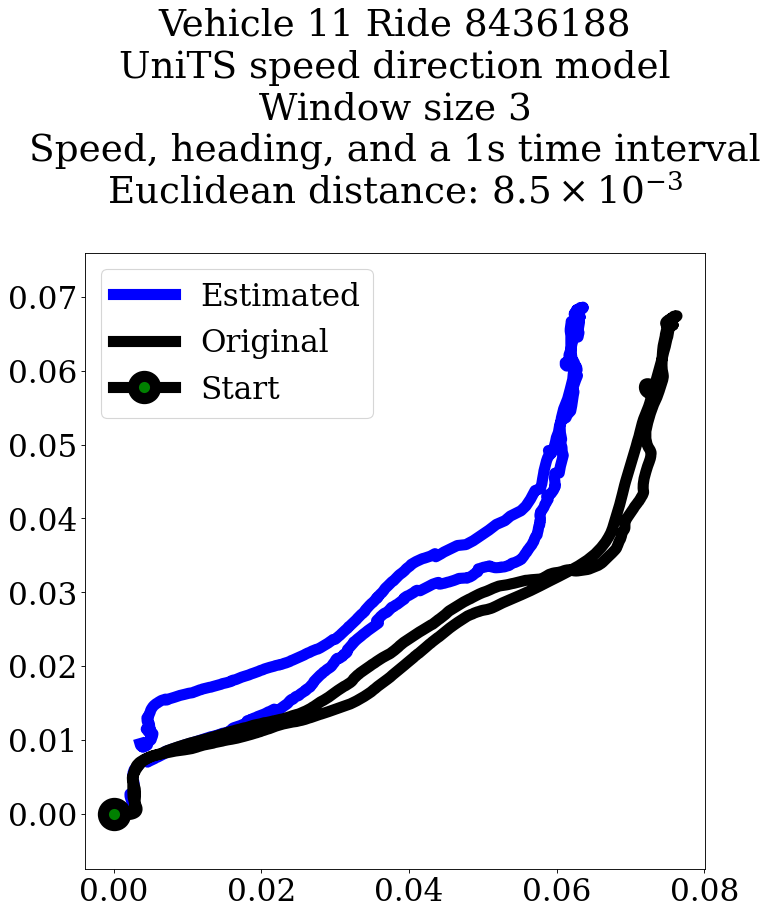 Vehicle 11 Ride 8436188
UniTS speed direction model
Window size 3
Speed, heading, and a 1s time interval
Euclidean distance: 8.5 × 10⁻³
Estimated
Original
Start
0.07
0.06
0.05
0.04
0.03
0.02
0.01
0.00
0.00 0.02 0.04 0.06 0.08